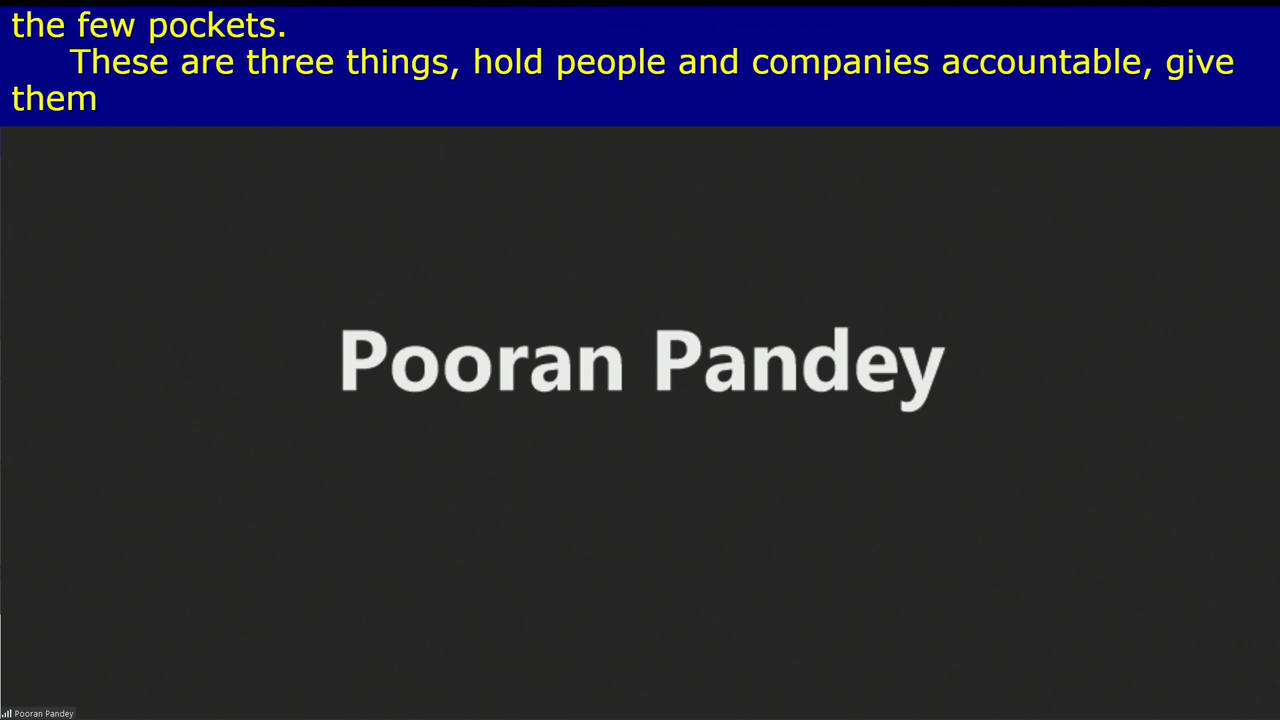 the few pockets.
These are three things, hold people and companies accountable, give
them
Pooran Pandey
Pooran Pandey